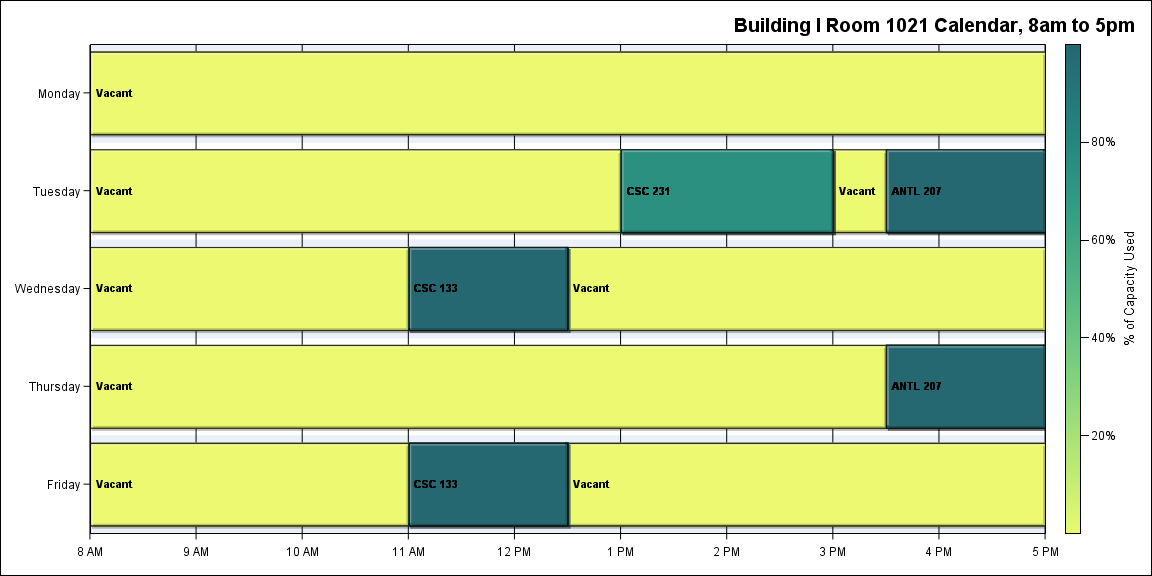 Building I Room 1021 Calendar, 8am to 5pm
Monday
Vacant
Tuesday
Vacant
CSC 231
Vacant
ANTL 207
Wednesday
Vacant
CSC 133
Vacant
Thursday
Vacant
ANTL 207
Friday
Vacant
CSC 133
Vacant
8 AM 9 AM 10 AM 11 AM 12 PM 1 PM 2 PM 3 PM 4 PM 5 PM
80%
60%
40%
20%
% of Capacity Used